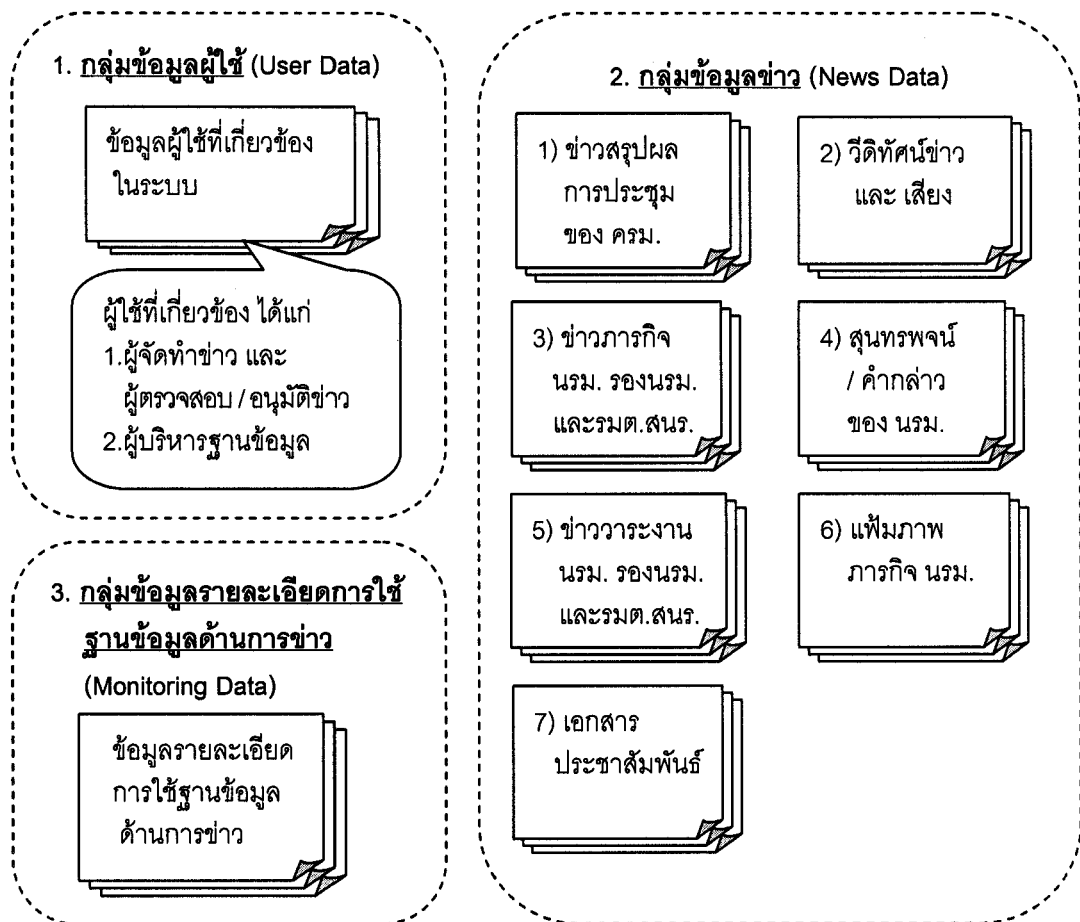 1. กลุ่มข้อมูลผู้ใช้ (User Data)
ข้อมูลผู้ใช้ที่เกี่ยวข้อง
ในระบบ
ผู้ใช้ที่เกี่ยวข้อง ได้แก่
1.ผู้จัดทำข่าว และ
ผู้ตรวจสอบ / อนุมัติข่าว
2.ผู้บริหารฐานข้อมูล
2. กลุ่มข้อมูลข่าว (News Data)
1) ข่าวสรุปผล
การประชุม
ของ ครม.
2) วีดิทัศน์ข่าว
และ เสียง
3) ข่าวภารกิจ
นรม. รองนรม.
และรมต.สนร.
4) สุนทรพจน์
/ คำกล่าว
ของ นรม.
5) ข่าววาระงาน
นรม. รองนรม.
และรมต.สนร.
6) แฟ้มภาพ
ภารกิจ นรม.
7) เอกสาร
ประชาสัมพันธ์
3. กลุ่มข้อมูลรายละเอียดการใช้
ฐานข้อมูลด้านการข่าว
(Monitoring Data)
ข้อมูลรายละเอียด
การใช้ฐานข้อมูล
ด้านการข่าว